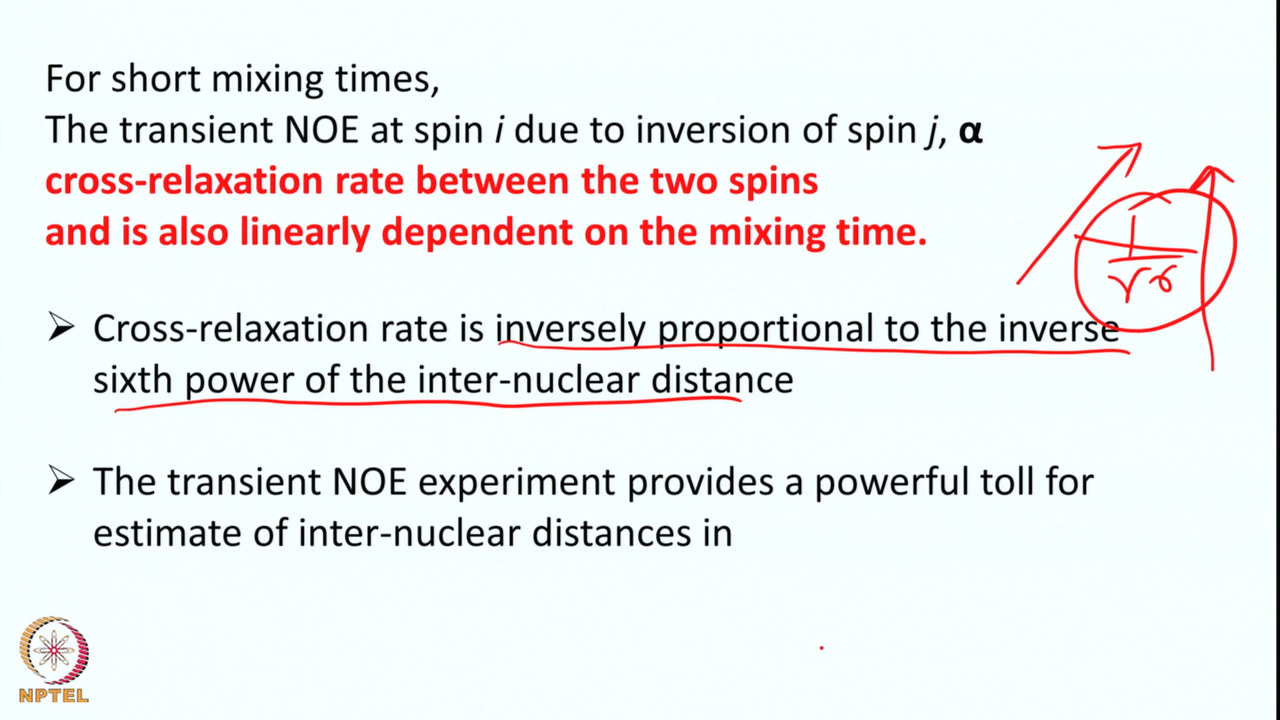 For short mixing times,
The transient NOE at spin i due to inversion of spin j, α
cross-relaxation rate between the two spins
and is also linearly dependent on the mixing time.
1
r6
➢ Cross-relaxation rate is inversely proportional to the inverse
sixth power of the inter-nuclear distance
➢ The transient NOE experiment provides a powerful toll for
estimate of inter-nuclear distances in
NPTEL